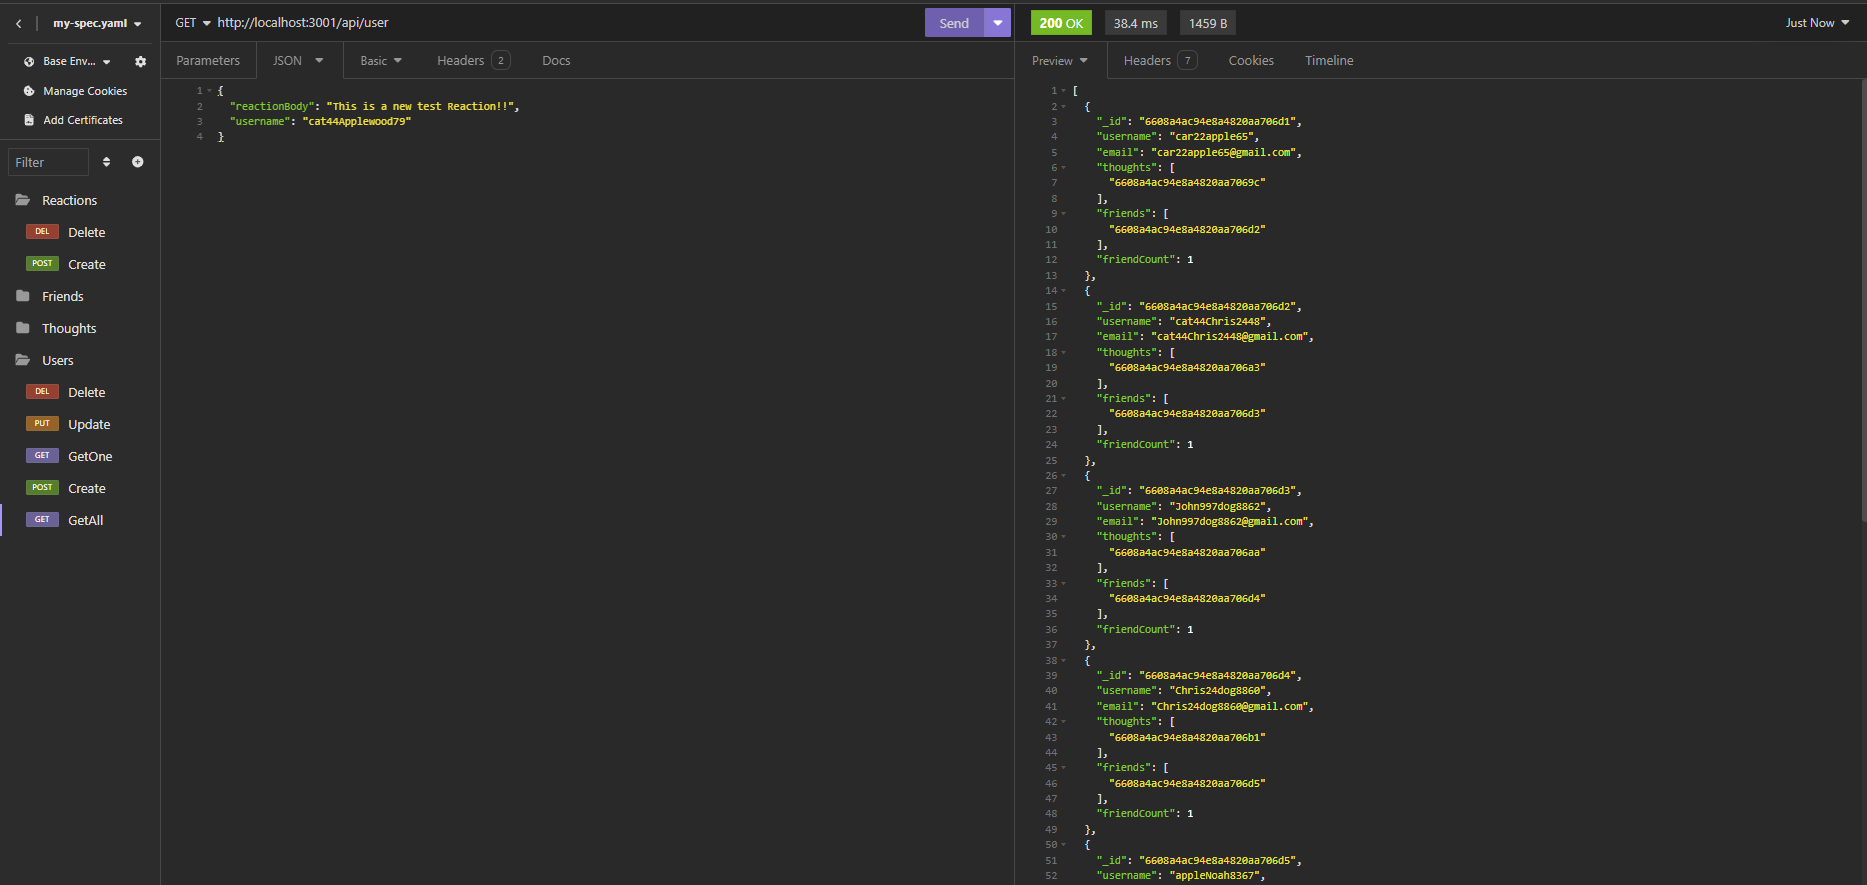 my-spec.yaml
Base Env...
Manage Cookies
Add Certificates
Filter
Reactions
DEL Delete
POST Create
Friends
Thoughts
Users
DEL Delete
PUT Update
GET GetOne
POST Create
GET GetAll
GET http://localhost:3001/api/user
Send
Parameters JSON Basic Headers 2 Docs
1 {
2 "reactionBody": "This is a new test Reaction!!",
3 "username": "cat44Applewood79"
4 }
200 OK 38.4 ms 1459 B Just Now
Preview Headers 7 Cookies Timeline
1 [
2 {
3 "_id": "6608a4ac94e8a4820aa706d1",
4 "username": "car22apple65",
5 "email": "car22apple65@gmail.com",
6 "thoughts": [
7 "6608a4ac94e8a4820aa7069c"
8 ],
9 "friends": [
10 "6608a4ac94e8a4820aa706d2"
11 ],
12 "friendCount": 1
13 },
14 {
15 "_id": "6608a4ac94e8a4820aa706d2",
16 "username": "cat44Chris2448",
17 "email": "cat44Chris2448@gmail.com",
18 "thoughts": [
19 "6608a4ac94e8a4820aa706a3"
20 ],
21 "friends": [
22 "6608a4ac94e8a4820aa706d3"
23 ],
24 "friendCount": 1
25 },
26 {
27 "_id": "6608a4ac94e8a4820aa706d3",
28 "username": "John997dog8862",
29 "email": "John997dog8862@gmail.com",
30 "thoughts": [
31 "6608a4ac94e8a4820aa706aa"
32 ],
33 "friends": [
34 "6608a4ac94e8a4820aa706d4"
35 ],
36 "friendCount": 1
37 },
38 {
39 "_id": "6608a4ac94e8a4820aa706d4",
40 "username": "Chris24dog8860",
41 "email": "Chris24dog8860@gmail.com",
42 "thoughts": [
43 "6608a4ac94e8a4820aa706b1"
44 ],
45 "friends": [
46 "6608a4ac94e8a4820aa706d5"
47 ],
48 "friendCount": 1
49 },
50 {
51 "_id": "6608a4ac94e8a4820aa706d5",
52 "username": "appleNoah8367",